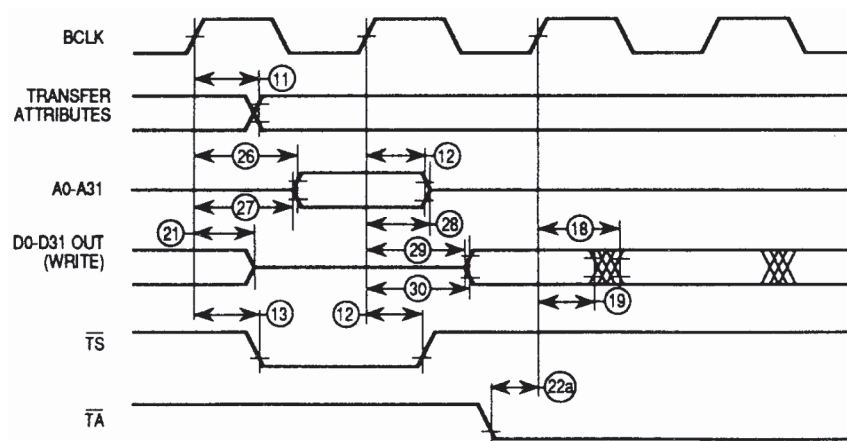 BCLK
11
TRANSFER
ATTRIBUTES
26
12
A0-A31
27
28
21
18
D0-D31 OUT
(WRITE)
29
30
19
13
12
TS
22a
TA